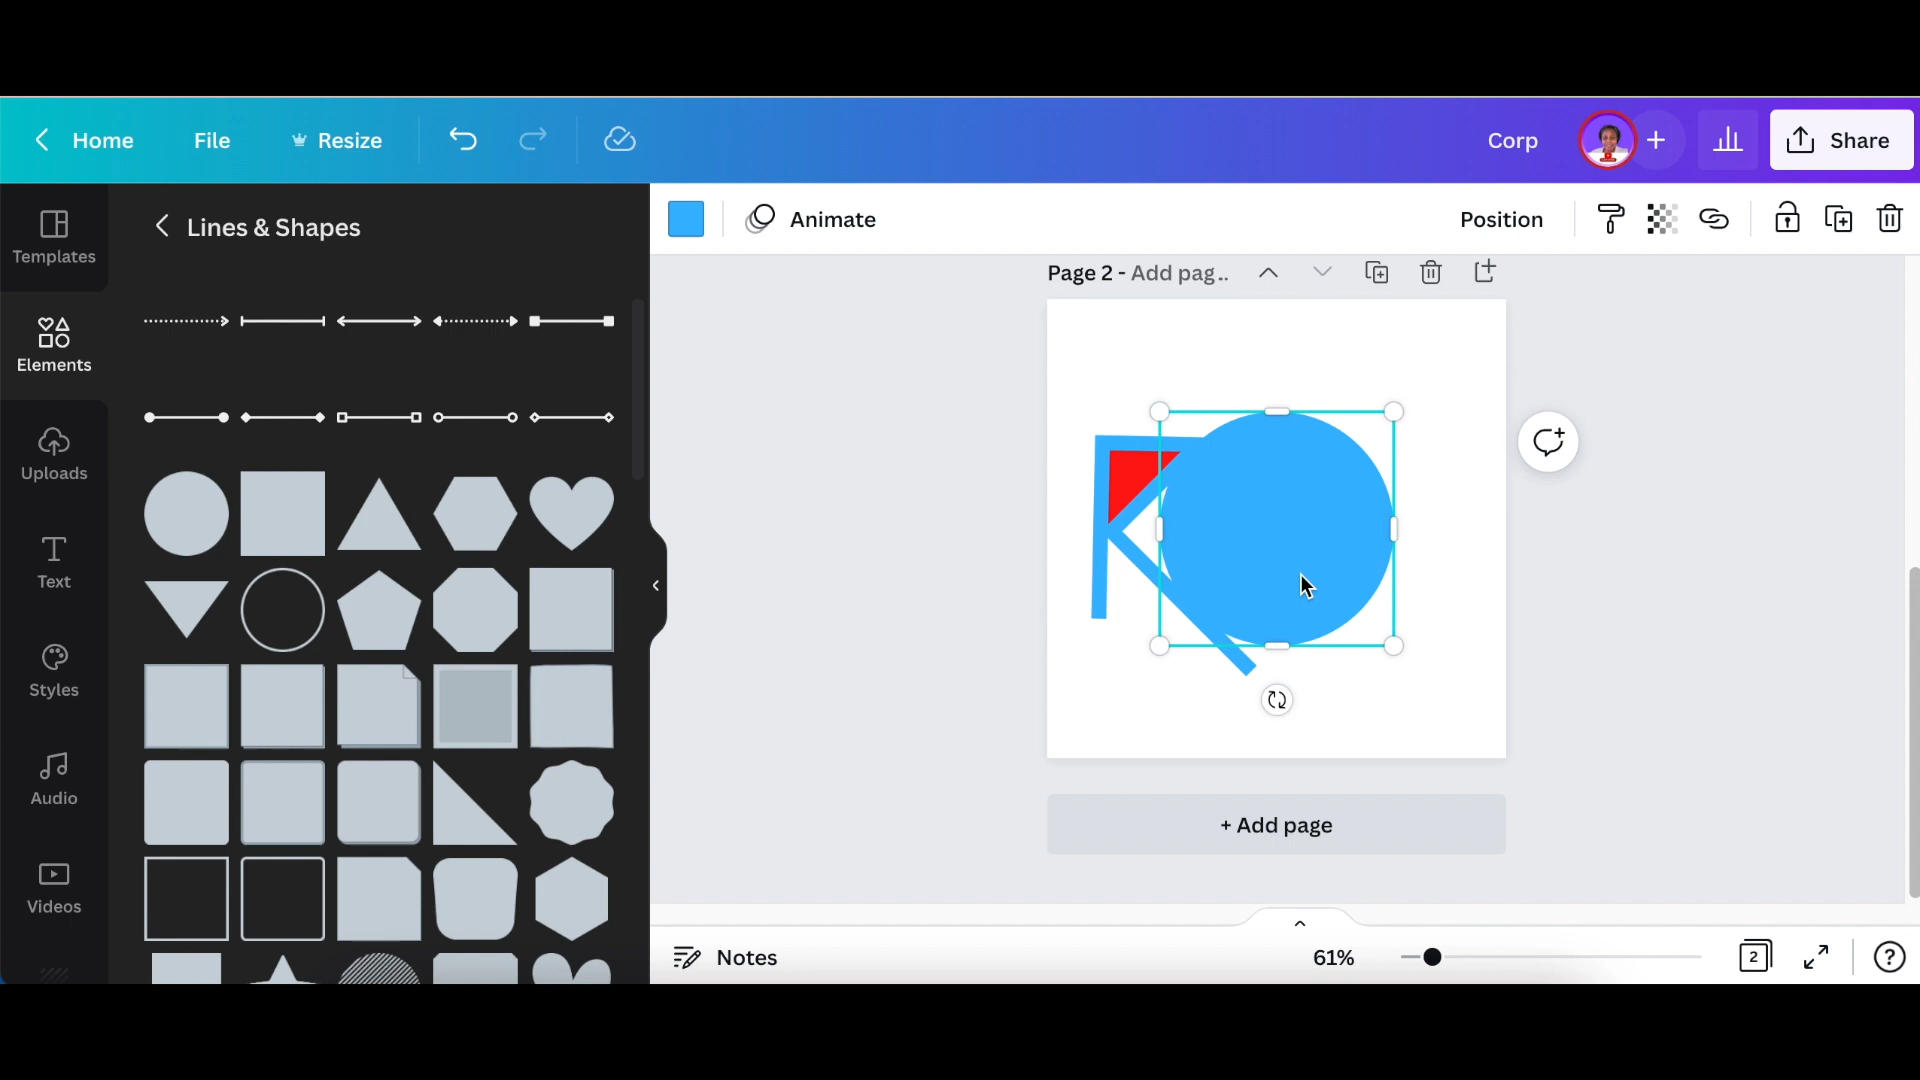 Home File Resize Corp Share
Lines & Shapes
Animate Position
Templates
Page 2 - Add pag..
Elements
Uploads
Text
Styles
Audio
+ Add page
Videos
Notes 61% 2 ?